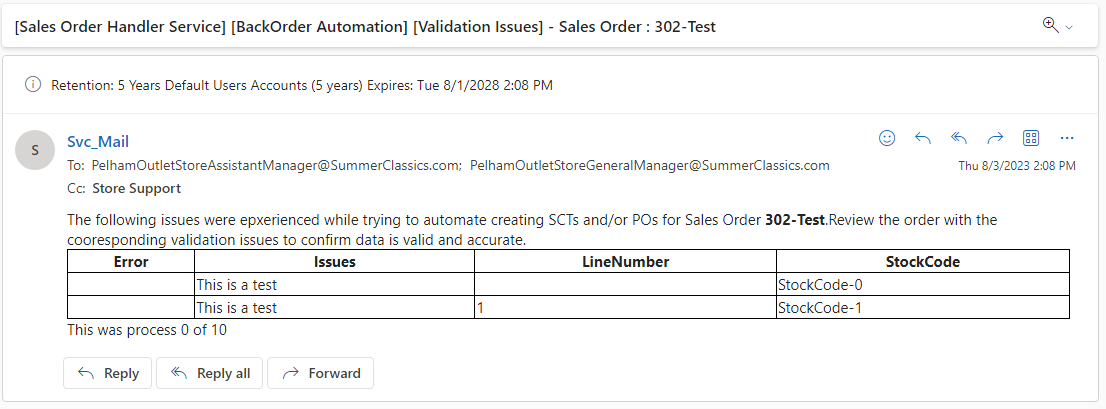 [Sales Order Handler Service] [BackOrder Automation] [Validation Issues] - Sales Order : 302-Test
Retention: 5 Years Default Users Accounts (5 years) Expires: Tue 8/1/2028 2:08 PM
S
Svc_Mail
To: PelhamOutletStoreAssistantManager@SummerClassics.com; PelhamOutletStoreGeneralManager@SummerClassics.com
Thu 8/3/2023 2:08 PM
Cc: Store Support
The following issues were epxerienced while trying to automate creating SCTs and/or POs for Sales Order 302-Test.Review the order with the
cooresponding validation issues to confirm data is valid and accurate.
Error Issues LineNumber StockCode
This is a test StockCode-0
This is a test 1 StockCode-1
This was process 0 of 10
Reply Reply all Forward